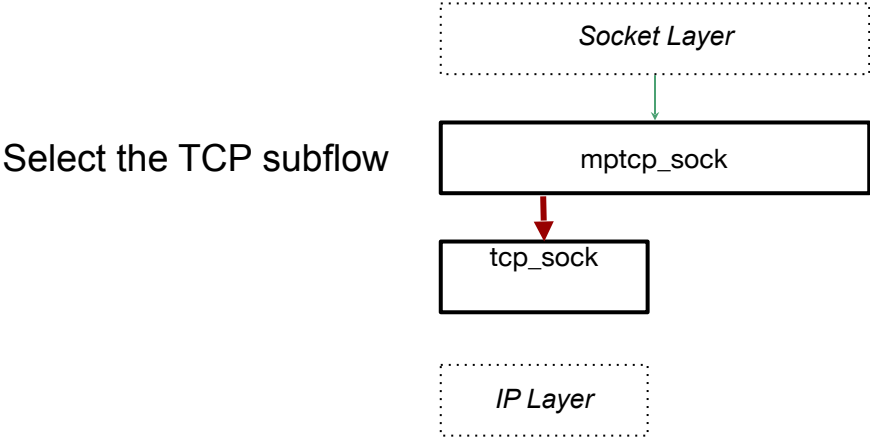 Socket Layer
Select the TCP subflow
mptcp_sock
tcp_sock
IP Layer